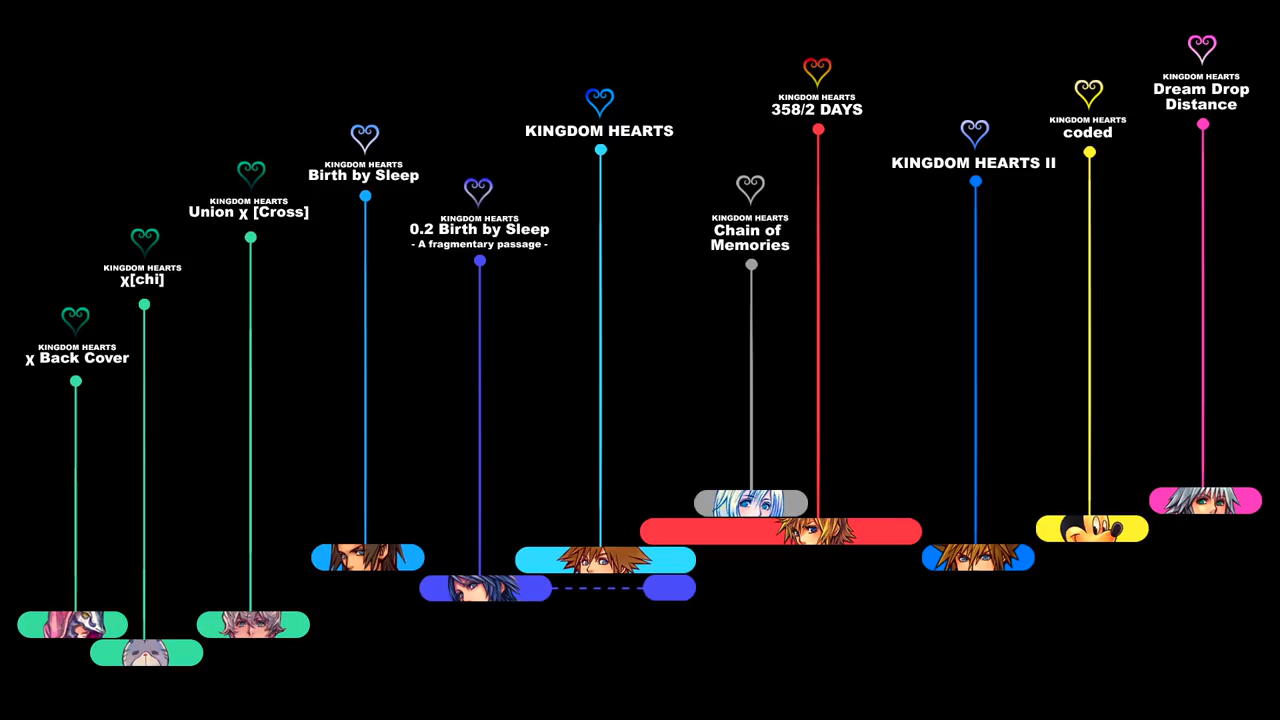 KINGDOM HEARTS
χ Back Cover
KINGDOM HEARTS
χ[chi]
KINGDOM HEARTS
Union χ [Cross]
KINGDOM HEARTS
Birth by Sleep
KINGDOM HEARTS
0.2 Birth by Sleep
- A fragmentary passage -
KINGDOM HEARTS
KINGDOM HEARTS
Chain of
Memories
KINGDOM HEARTS
358/2 DAYS
KINGDOM HEARTS II
KINGDOM HEARTS
coded
KINGDOM HEARTS
Dream Drop
Distance